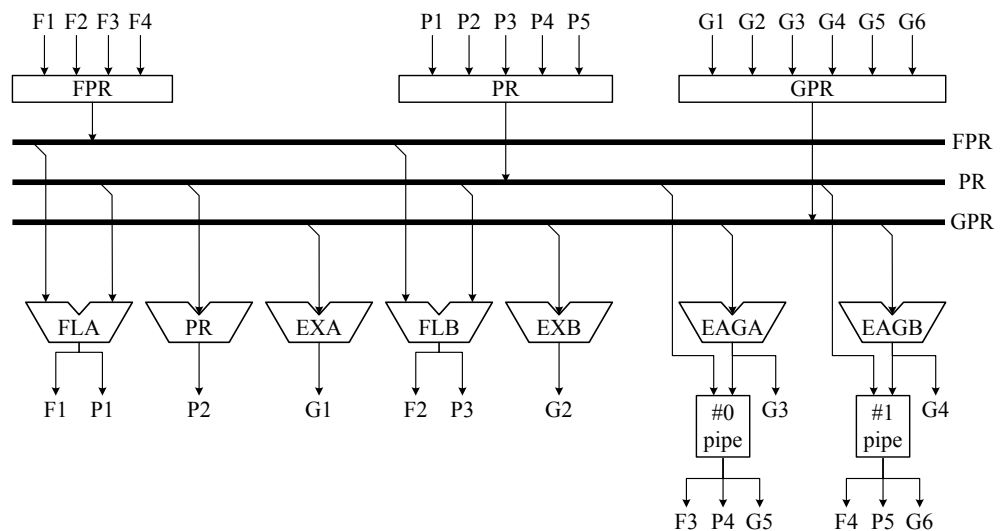 F1 F2 F3 F4 P1 P2 P3 P4 P5 G1 G2 G3 G4 G5 G6
FPR PR GPR
FPR
PR
GPR
FLA PR EXA FLB EXB EAGA EAGB
F1 P1 P2 G1 F2 P3 G2 G3 G4
#0 #1
pipe pipe
F3 P4 G5 F4 P5 G6